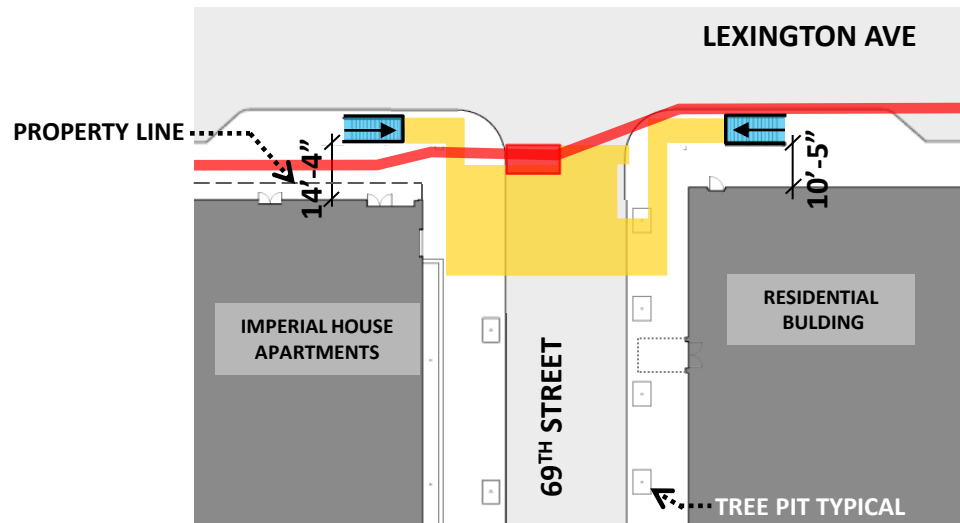 LEXINGTON AVE
PROPERTY LINE
14’-4”
10’-5”
IMPERIAL HOUSE
APARTMENTS
RESIDENTIAL
BULDING
69TH STREET
TREE PIT TYPICAL